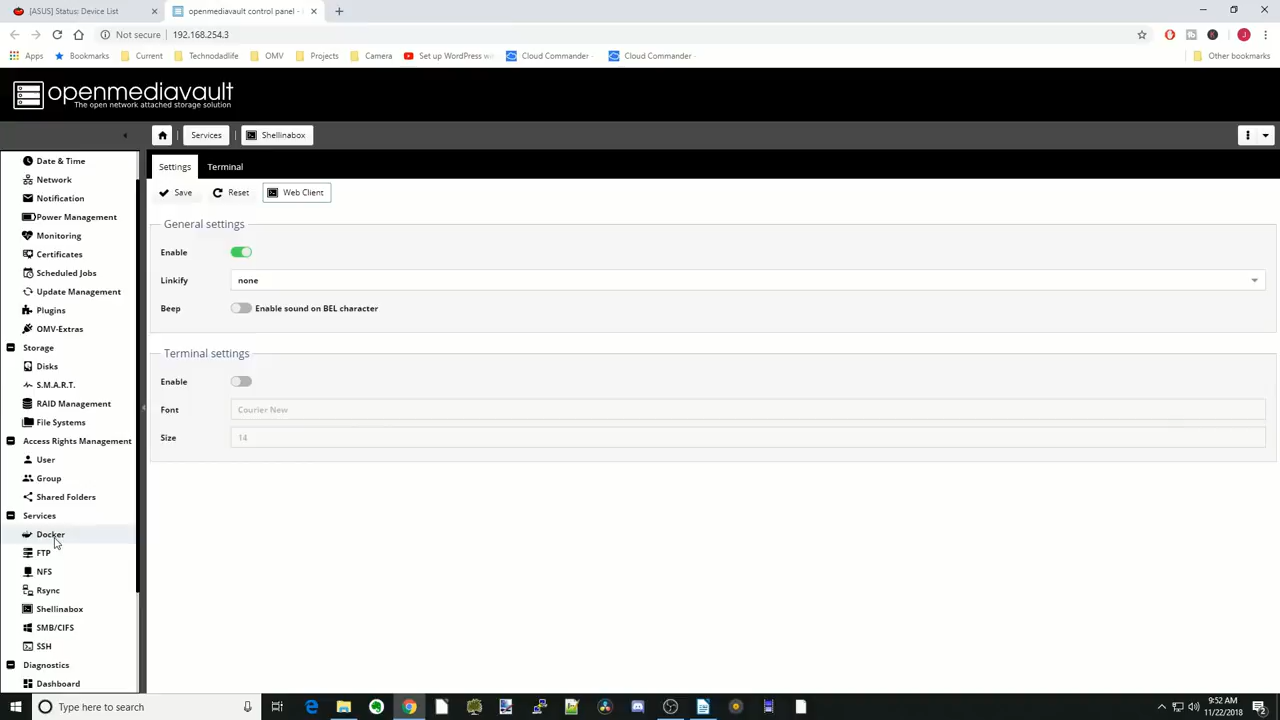 [ASUS] Status: Device List
openmediavault control panel -
Not secure
192.168.254.3
Apps
Bookmarks
Current
Technodadlife
OMV
Projects
Camera
Set up WordPress
Cloud Commander -
Cloud Commander -
Other bookmarks
J
K
openmediavault
The open network attached storage solution
Services
Shellinabox
Date & Time
Network
Notification
Power Management
Monitoring
Certificates
Scheduled Jobs
Update Management
Plugins
OMV-Extras
Storage
Disks
S.M.A.R.T.
RAID Management
File Systems
Access Rights Management
User
Group
Shared Folders
Services
Docker
FTP
NFS
Rsync
Shellinabox
SMB/CIFS
SSH
Diagnostics
Dashboard
Settings
Terminal
Save
Reset
Web Client
General settings
Enable
Linkify
none
Beep
Enable sound on BEL character
Terminal settings
Enable
Font
Courier New
Size
14
Type here to search
9:52 AM
11/22/2018
2